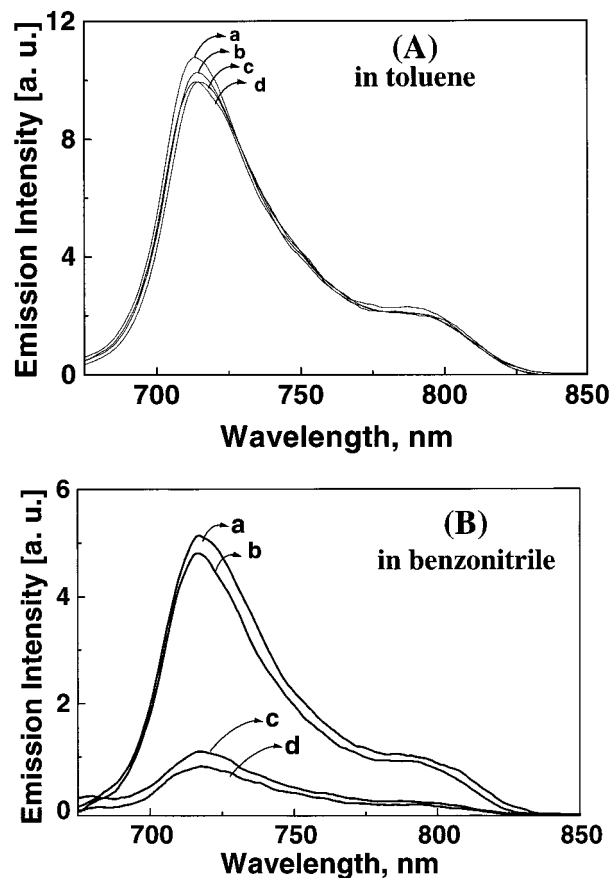 12
8
4
0
Emission Intensity [a. u.]
a
b
c
d
(A)
in toluene
700
750
800
850
Wavelength, nm
6
4
2
0
Emission Intensity [a. u.]
a
b
c
d
(B)
in benzonitrile
700
750
800
850
Wavelength, nm